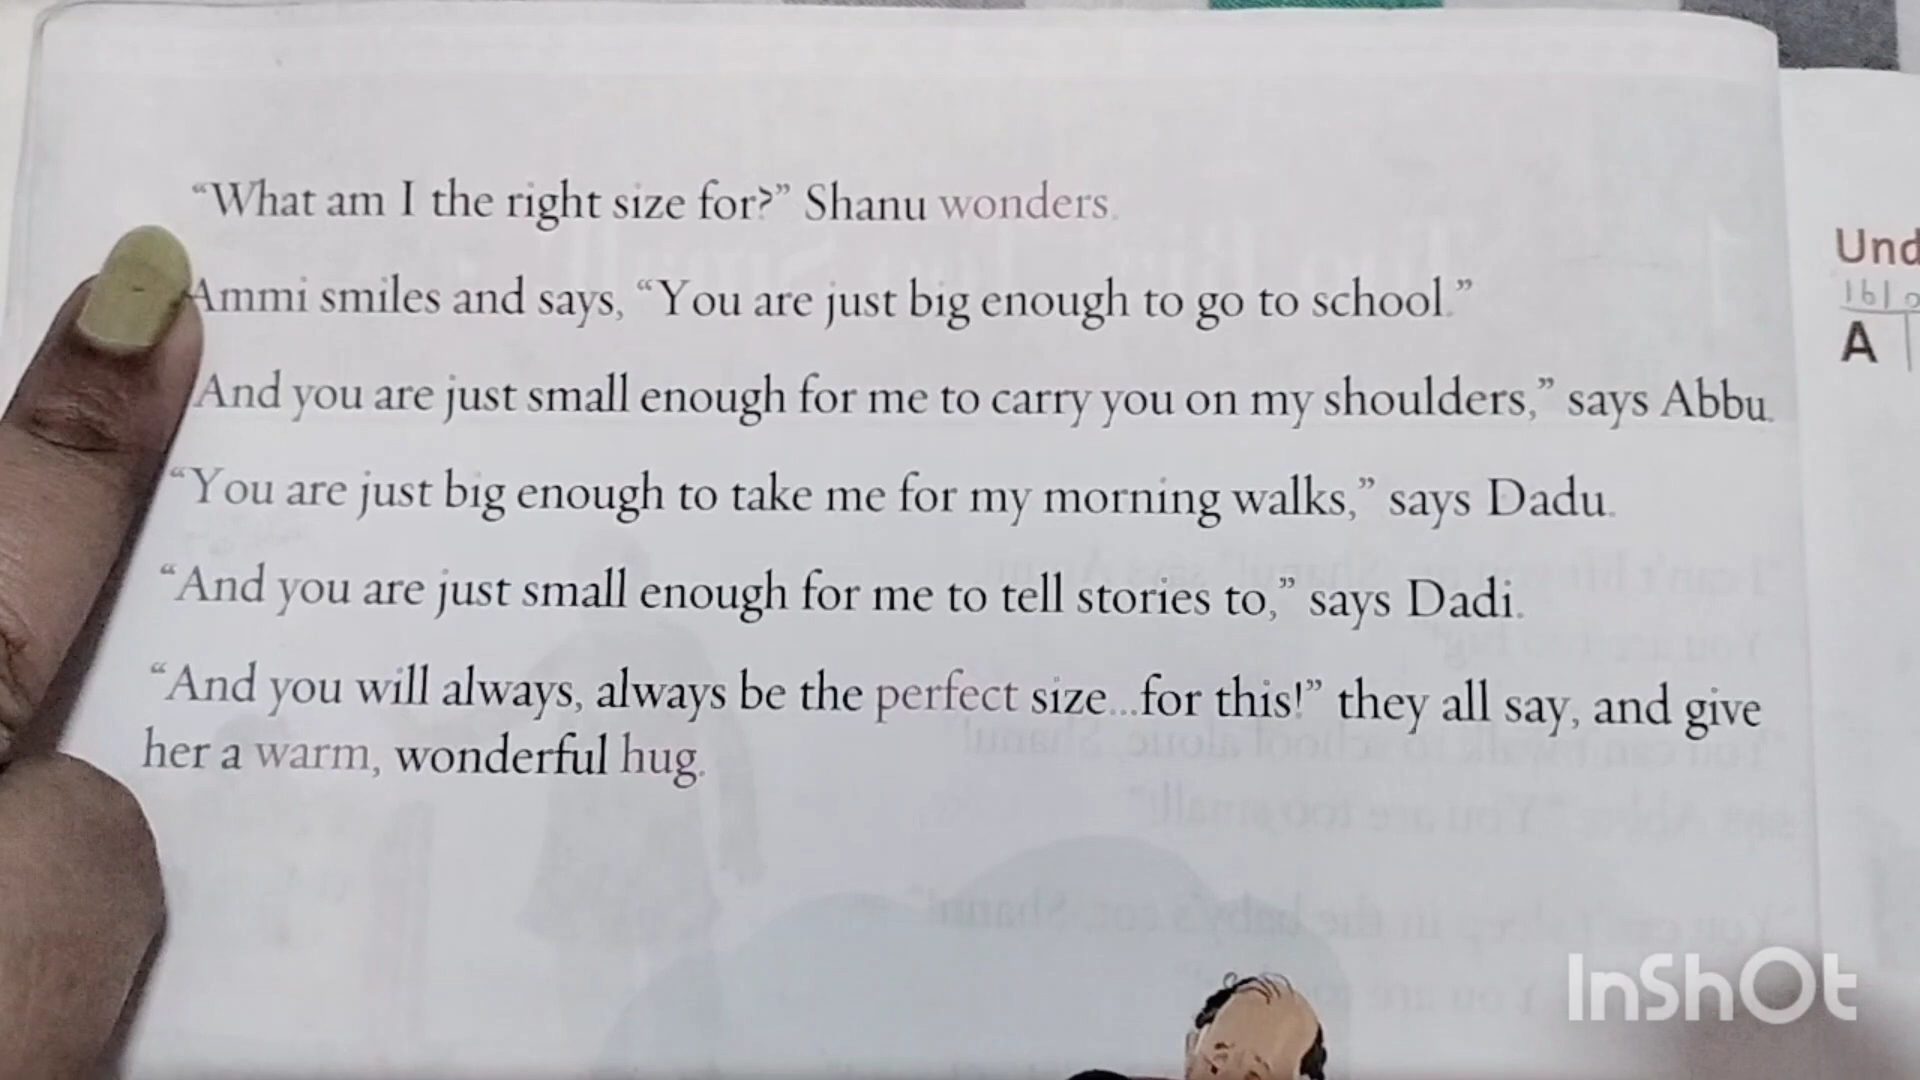 “What am I the right size for?” Shanu wonders.
Ammi smiles and says, “You are just big enough to go to school.”
And you are just small enough for me to carry you on my shoulders,” says Abbu.
“You are just big enough to take me for my morning walks,” says Dadu.
“And you are just small enough for me to tell stories to,” says Dadi.
“And you will always, always be the perfect size...for this!” they all say, and give
her a warm, wonderful hug.
Und
A
InShOt